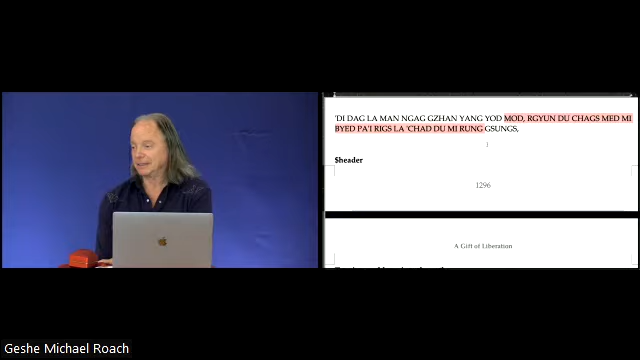 'DI DAG LA MAN NGAG GZHAN YANG YOD MOD, RGYUN DU CHAGS MED MI
BYED PA'I RIGS LA 'CHAD DU MI RUNG GSUNGS,
$header
1296
A Gift of Liberation
Geshe Michael Roach